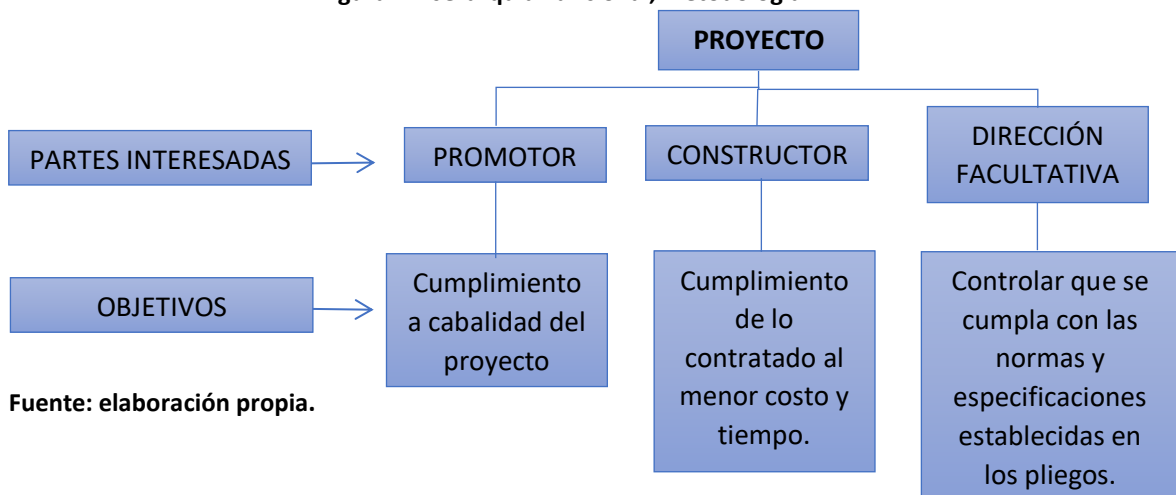 PROYECTO
PARTES INTERESADAS
PROMOTOR
CONSTRUCTOR
DIRECCIÓN
FACULTATIVA
OBJETIVOS
Cumplimiento
a cabalidad del
proyecto
Cumplimiento
de lo
contratado al
menor costo y
tiempo.
Controlar que se
cumpla con las
normas y
especificaciones
establecidas en
los pliegos.
Fuente: elaboración propia.